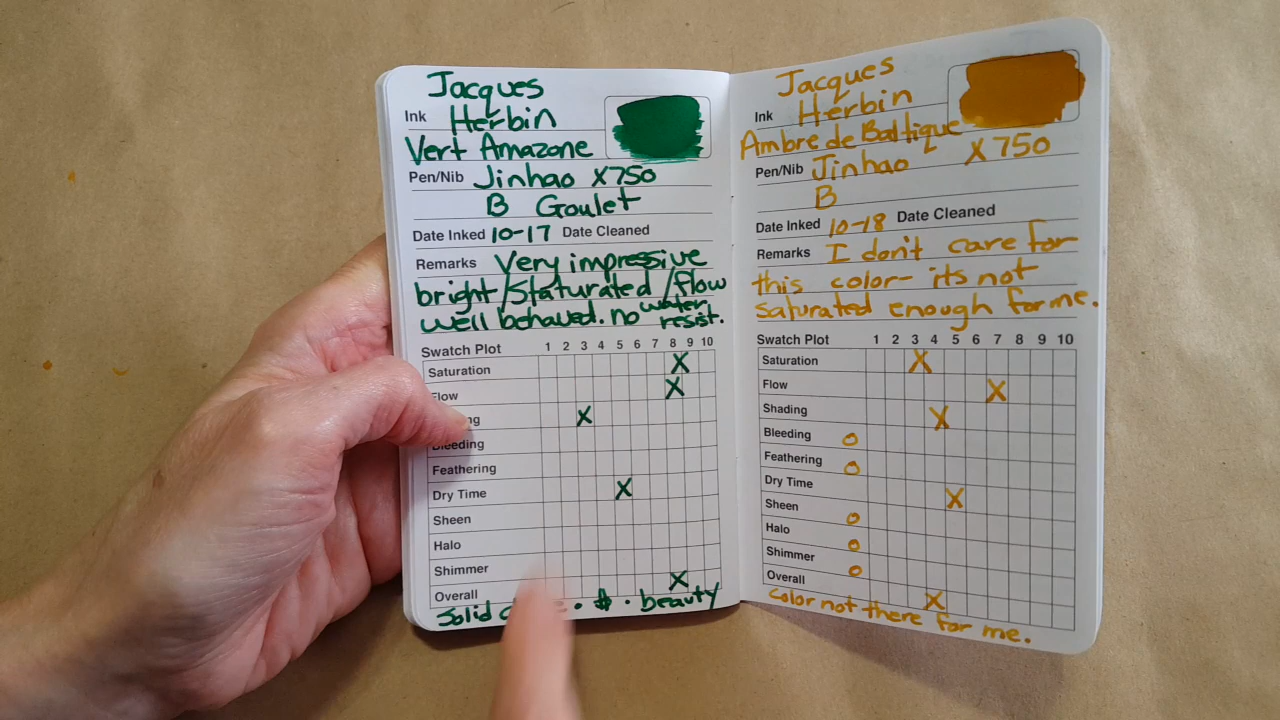 Jacques
Ink Herbin
Vert Amazone
Pen/Nib Jinhao X750
B Goulet
Date Inked 10-17 Date Cleaned
Remarks Very impressive
bright/Staturated/flow
well behaved. no water
resist.
Swatch Plot 1 2 3 4 5 6 7 8 9 10
Saturation X
Flow X
X
Bleeding
Feathering
Dry Time X
Sheen
Halo
Shimmer
Overall X
Solid • $ • beauty
Jacques
Ink Herbin
Ambre de Baltique
Pen/Nib Jinhao X750
B
Date Inked 10-18 Date Cleaned
Remarks I don't care for
this color- its not
saturated enough for me.
Swatch Plot 1 2 3 4 5 6 7 8 9 10
Saturation X
Flow X
Shading X
Bleeding 0
Feathering 0
Dry Time X
Sheen 0
Halo 0
Shimmer 0
Overall X
Color not there for me.